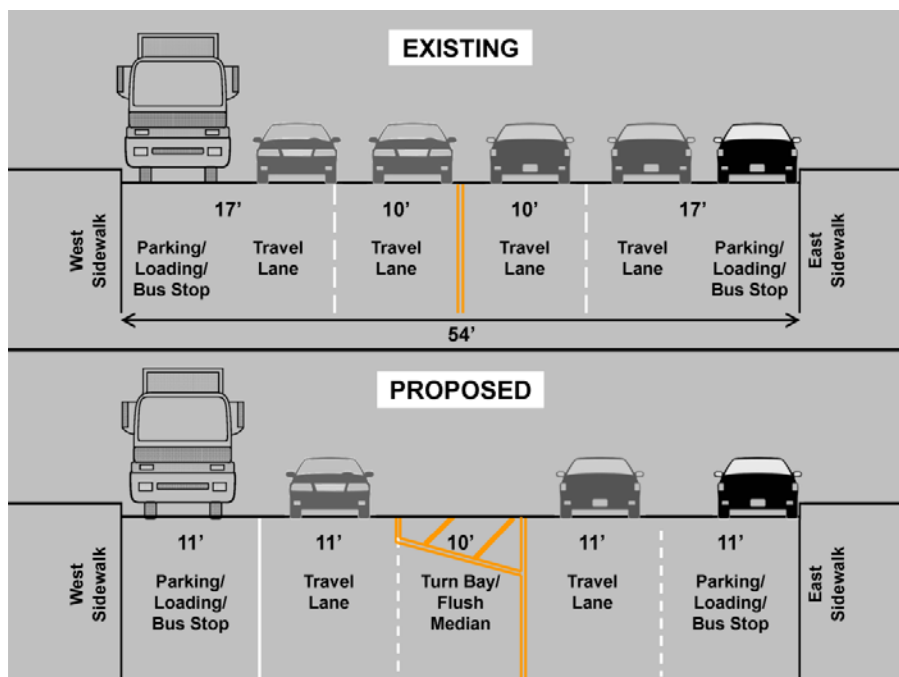 EXISTING
17’
10’
10’
17’
West
Sidewalk
Parking/
Loading/
Bus Stop
Travel
Lane
Travel
Lane
Travel
Lane
Travel
Lane
Parking/
Loading/
Bus Stop
East
Sidewalk
54’
PROPOSED
11’
11’
10’
11’
11’
West
Sidewalk
Parking/
Loading/
Bus Stop
Travel
Lane
Turn Bay/
Flush
Median
Travel
Lane
Parking/
Loading/
Bus Stop
East
Sidewalk